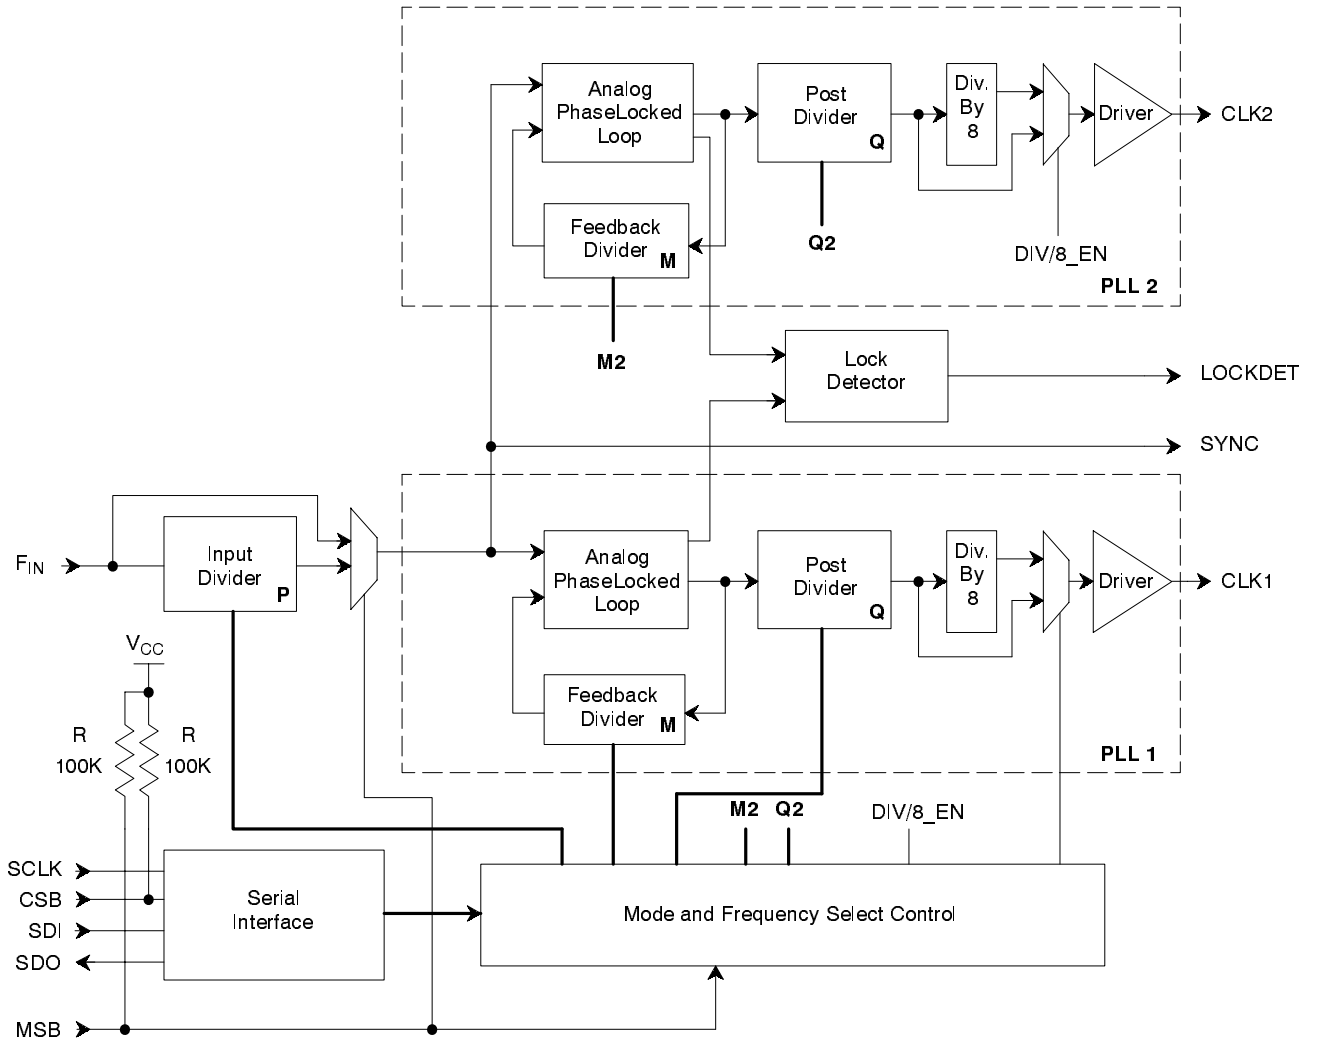 Analog
PhaseLocked
Loop
Post
Divider
Q
Div.
By
8
Driver
CLK2
Feedback
Divider
M
Q2
DIV/8_EN
PLL 2
M2
Lock
Detector
LOCKDET
SYNC
FIN
Input
Divider
P
Analog
PhaseLocked
Loop
Post
Divider
Q
Div.
By
8
Driver
CLK1
VCC
R
100K
R
100K
Feedback
Divider
M
PLL 1
M2
Q2
DIV/8_EN
SCLK
CSB
SDI
SDO
MSB
Serial
Interface
Mode and Frequency Select Control